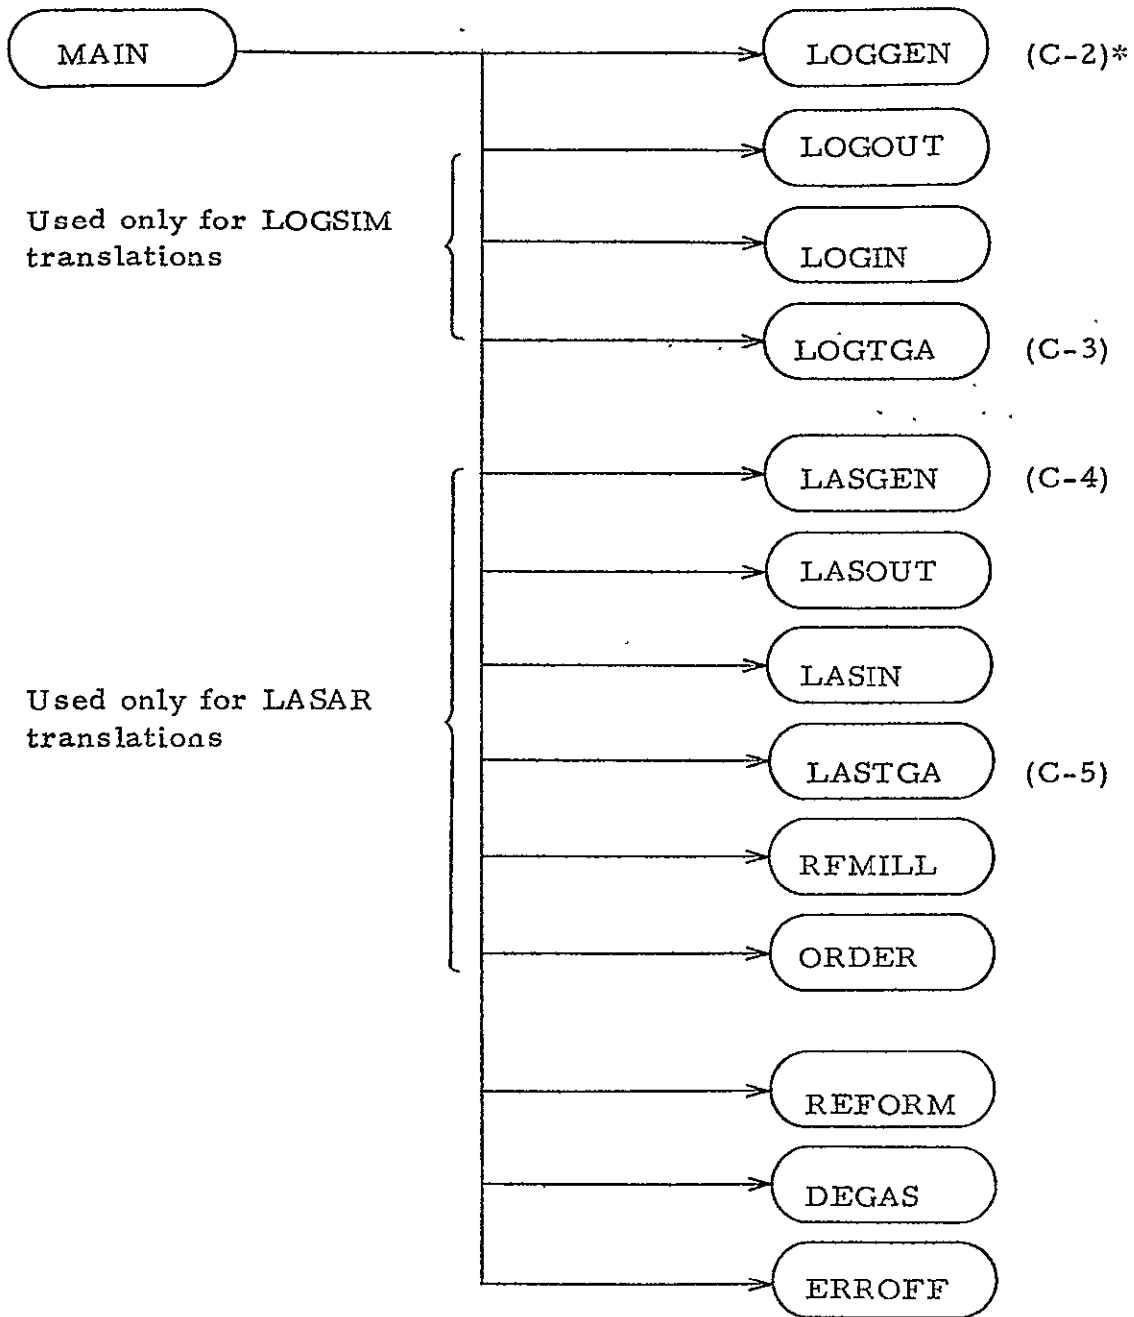 MAIN
LOGGEN (C-2)*
LOGOUT
Used only for LOGSIM
translations
LOGIN
LOGTGA (C-3)
LASGEN (C-4)
LASOUT
LASIN
Used only for LASAR
translations
LASTGA (C-5)
RFMILL
ORDER
REFORM
DEGAS
ERROFF